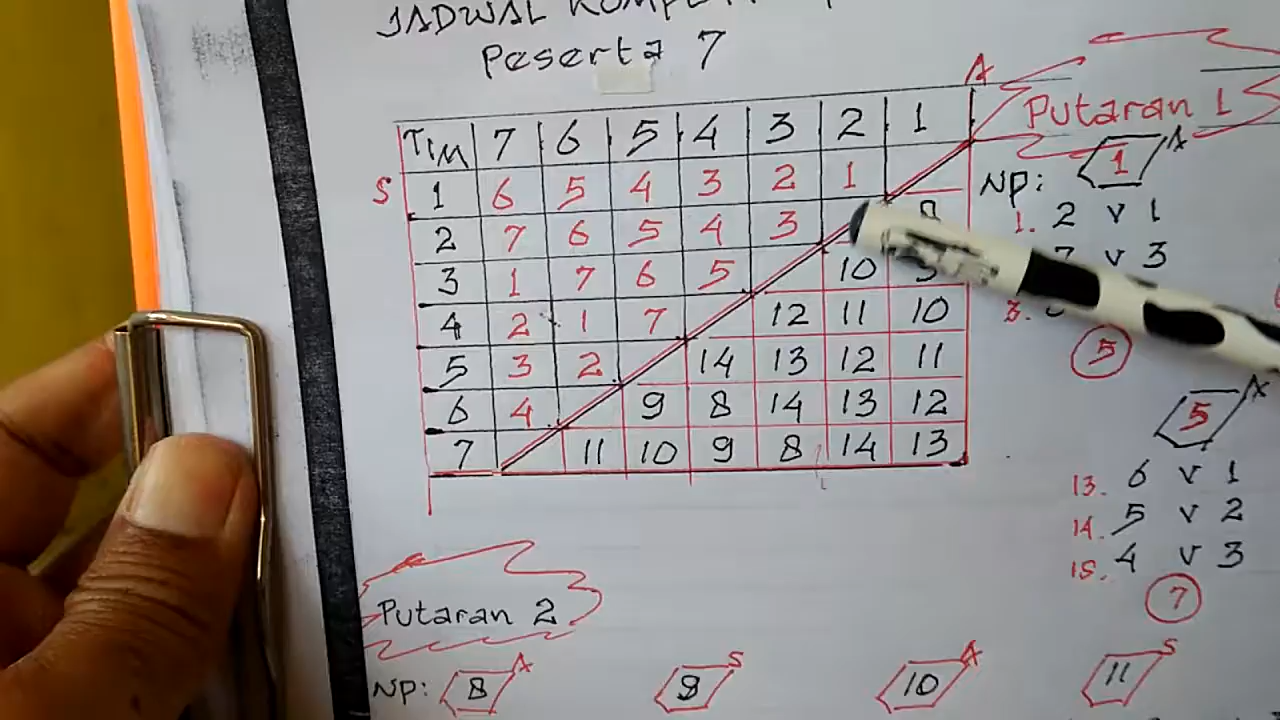 JADWAL
Peserta 7
A
Putaran 1
TIM 7 6 5 4 3 2 1
S 1 6 5 4 3 2 1
2 7 6 5 4 3
3 1 7 6 5 10
4 2 1 7 12 11 10
5 3 2 14 13 12 11
6 4 9 8 14 13 12
7 11 10 9 8 14 13
NP: 1 A
1. 2 v 1
v 3
3.
5
5 A
13. 6 v 1
14. 5 v 2
15. 4 v 3
7
Putaran 2
NP: 8 A 9 S 10 A 11 S